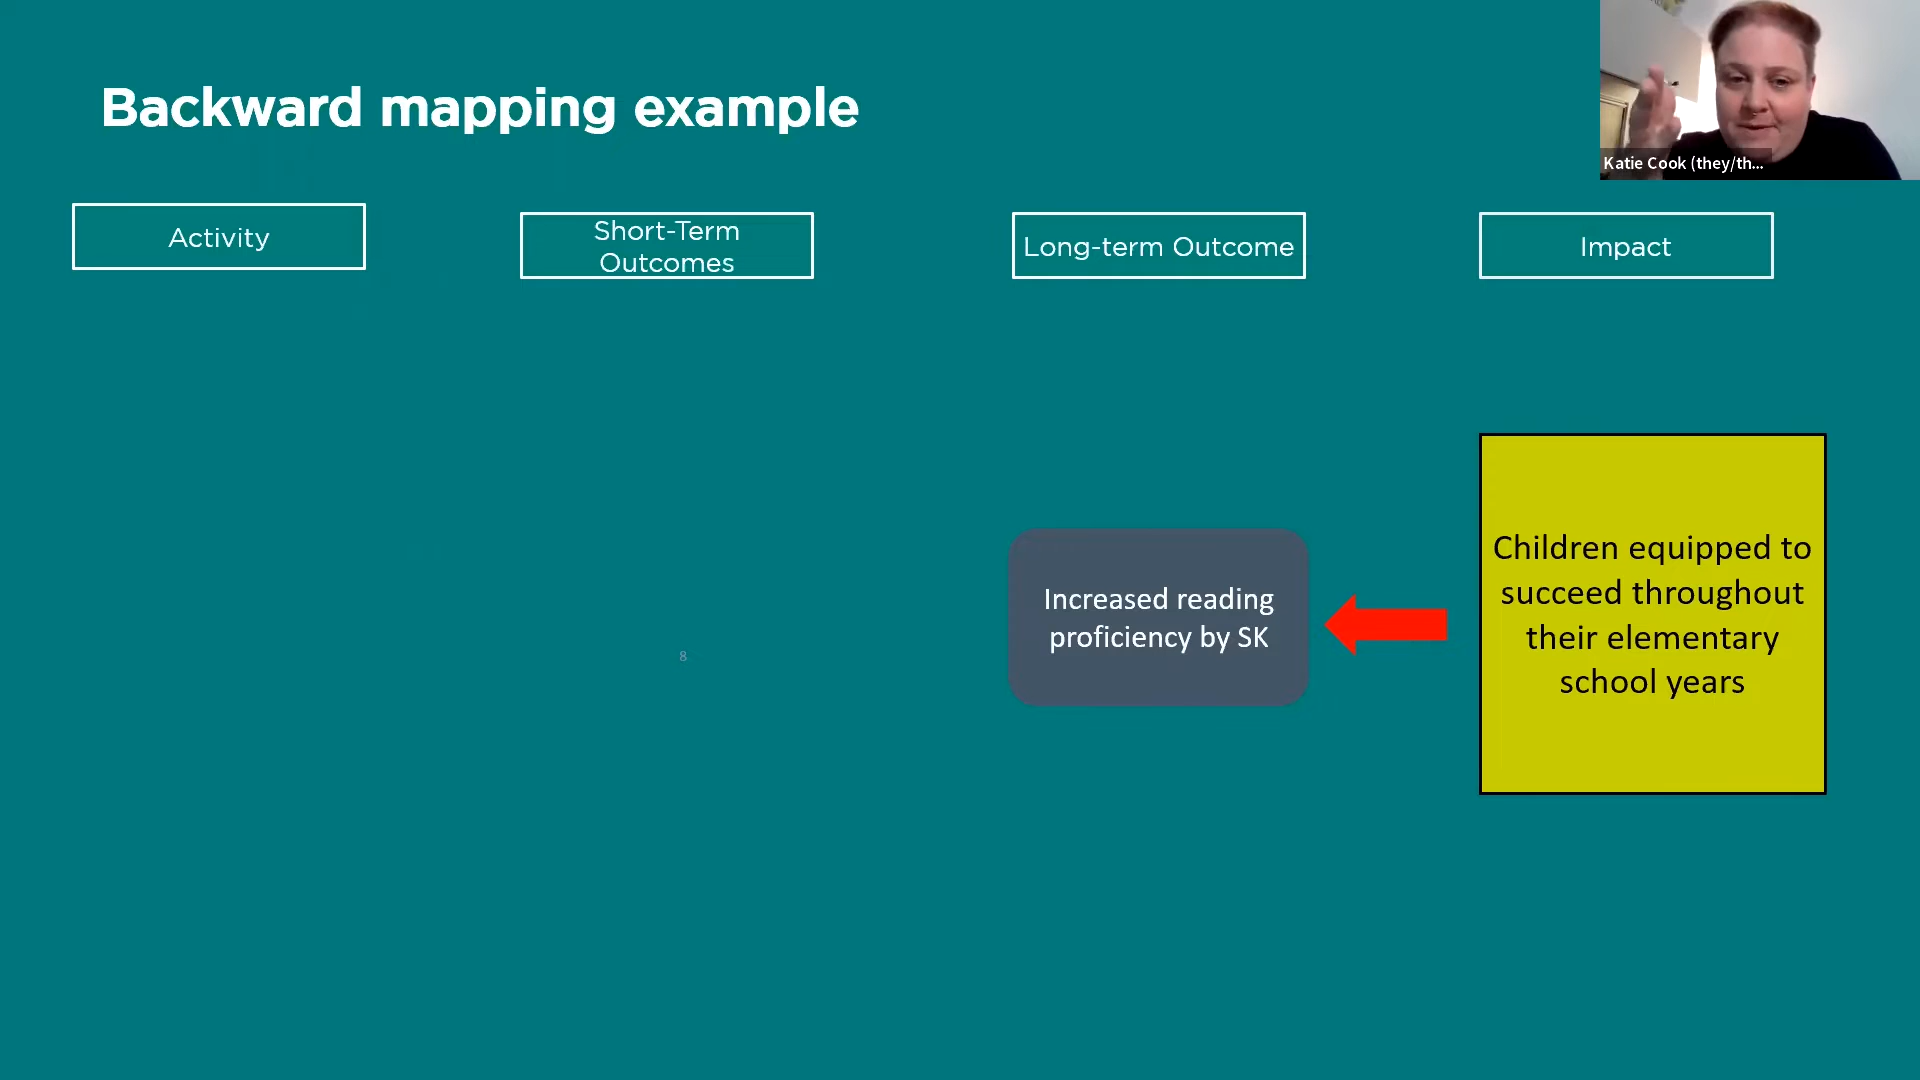 Backward mapping example
Katie Cook (they/th...
Activity
Short-Term
Outcomes
Long-term Outcome
Impact
Increased reading
proficiency by SK
Children equipped to
succeed throughout
their elementary
school years
8